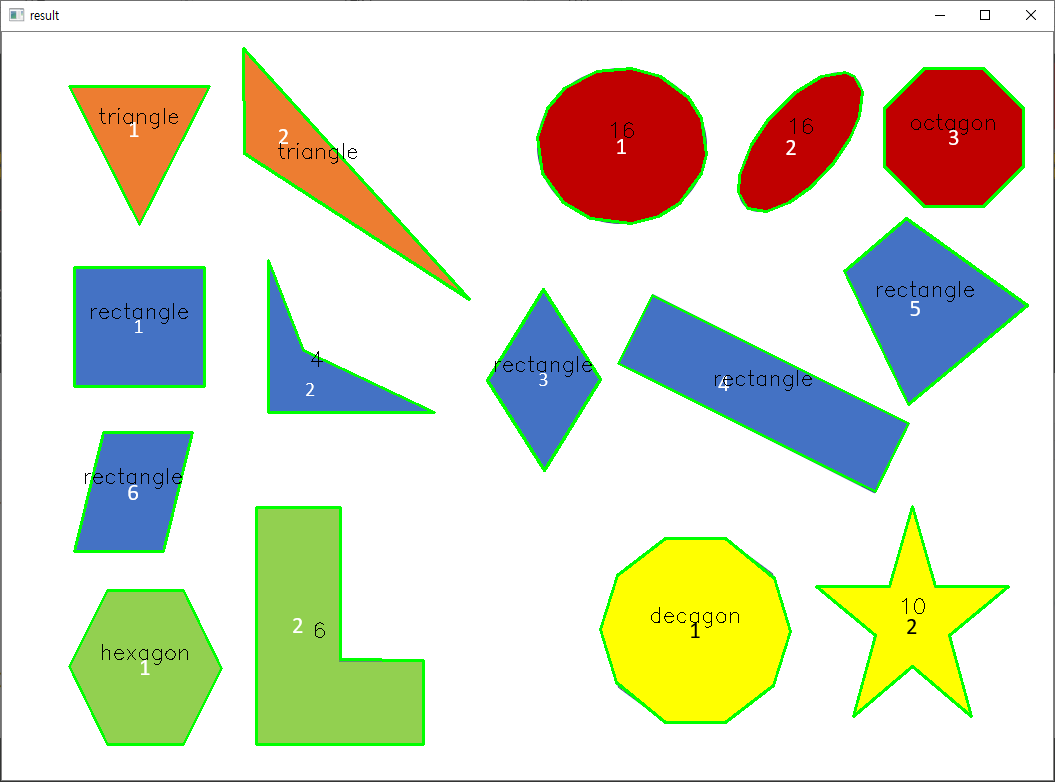 result
triangle
1
2
triangle
16
1
16
2
octagon
3
rectangle
1
4
2
rectangle
3
rectangle
4
rectangle
5
rectangle
6
hexagon
1
2 6
decagon
1
10
2